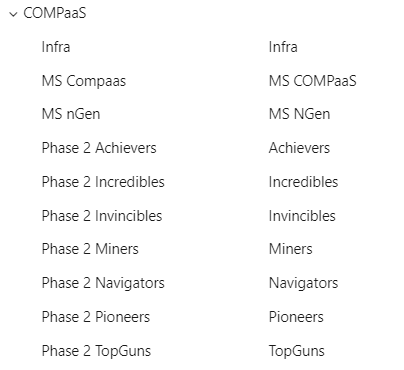 COMPaaS
Infra Infra
MS Compaas MS COMPaaS
MS nGen MS NGen
Phase 2 Achievers Achievers
Phase 2 Incredibles Incredibles
Phase 2 Invincibles Invincibles
Phase 2 Miners Miners
Phase 2 Navigators Navigators
Phase 2 Pioneers Pioneers
Phase 2 TopGuns TopGuns